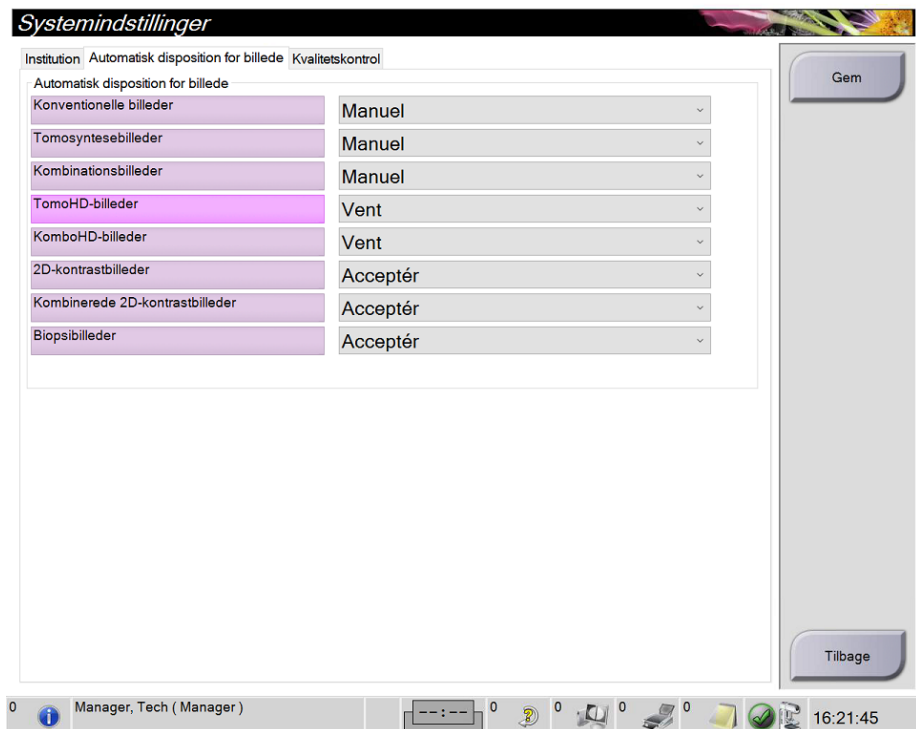 Systemindstillinger
Institution Automatisk disposition for billede Kvalitetskontrol
Automatisk disposition for billede
Konventionelle billeder Manuel
Tomosyntesebilleder Manuel
Kombinationsbilleder Manuel
TomoHD-billeder Vent
KomboHD-billeder Vent
2D-kontrastbilleder Acceptér
Kombinerede 2D-kontrastbilleder Acceptér
Biopsibilleder Acceptér
Gem
Tilbage
0 Manager, Tech ( Manager ) --:-- 0 0 0 0 16:21:45